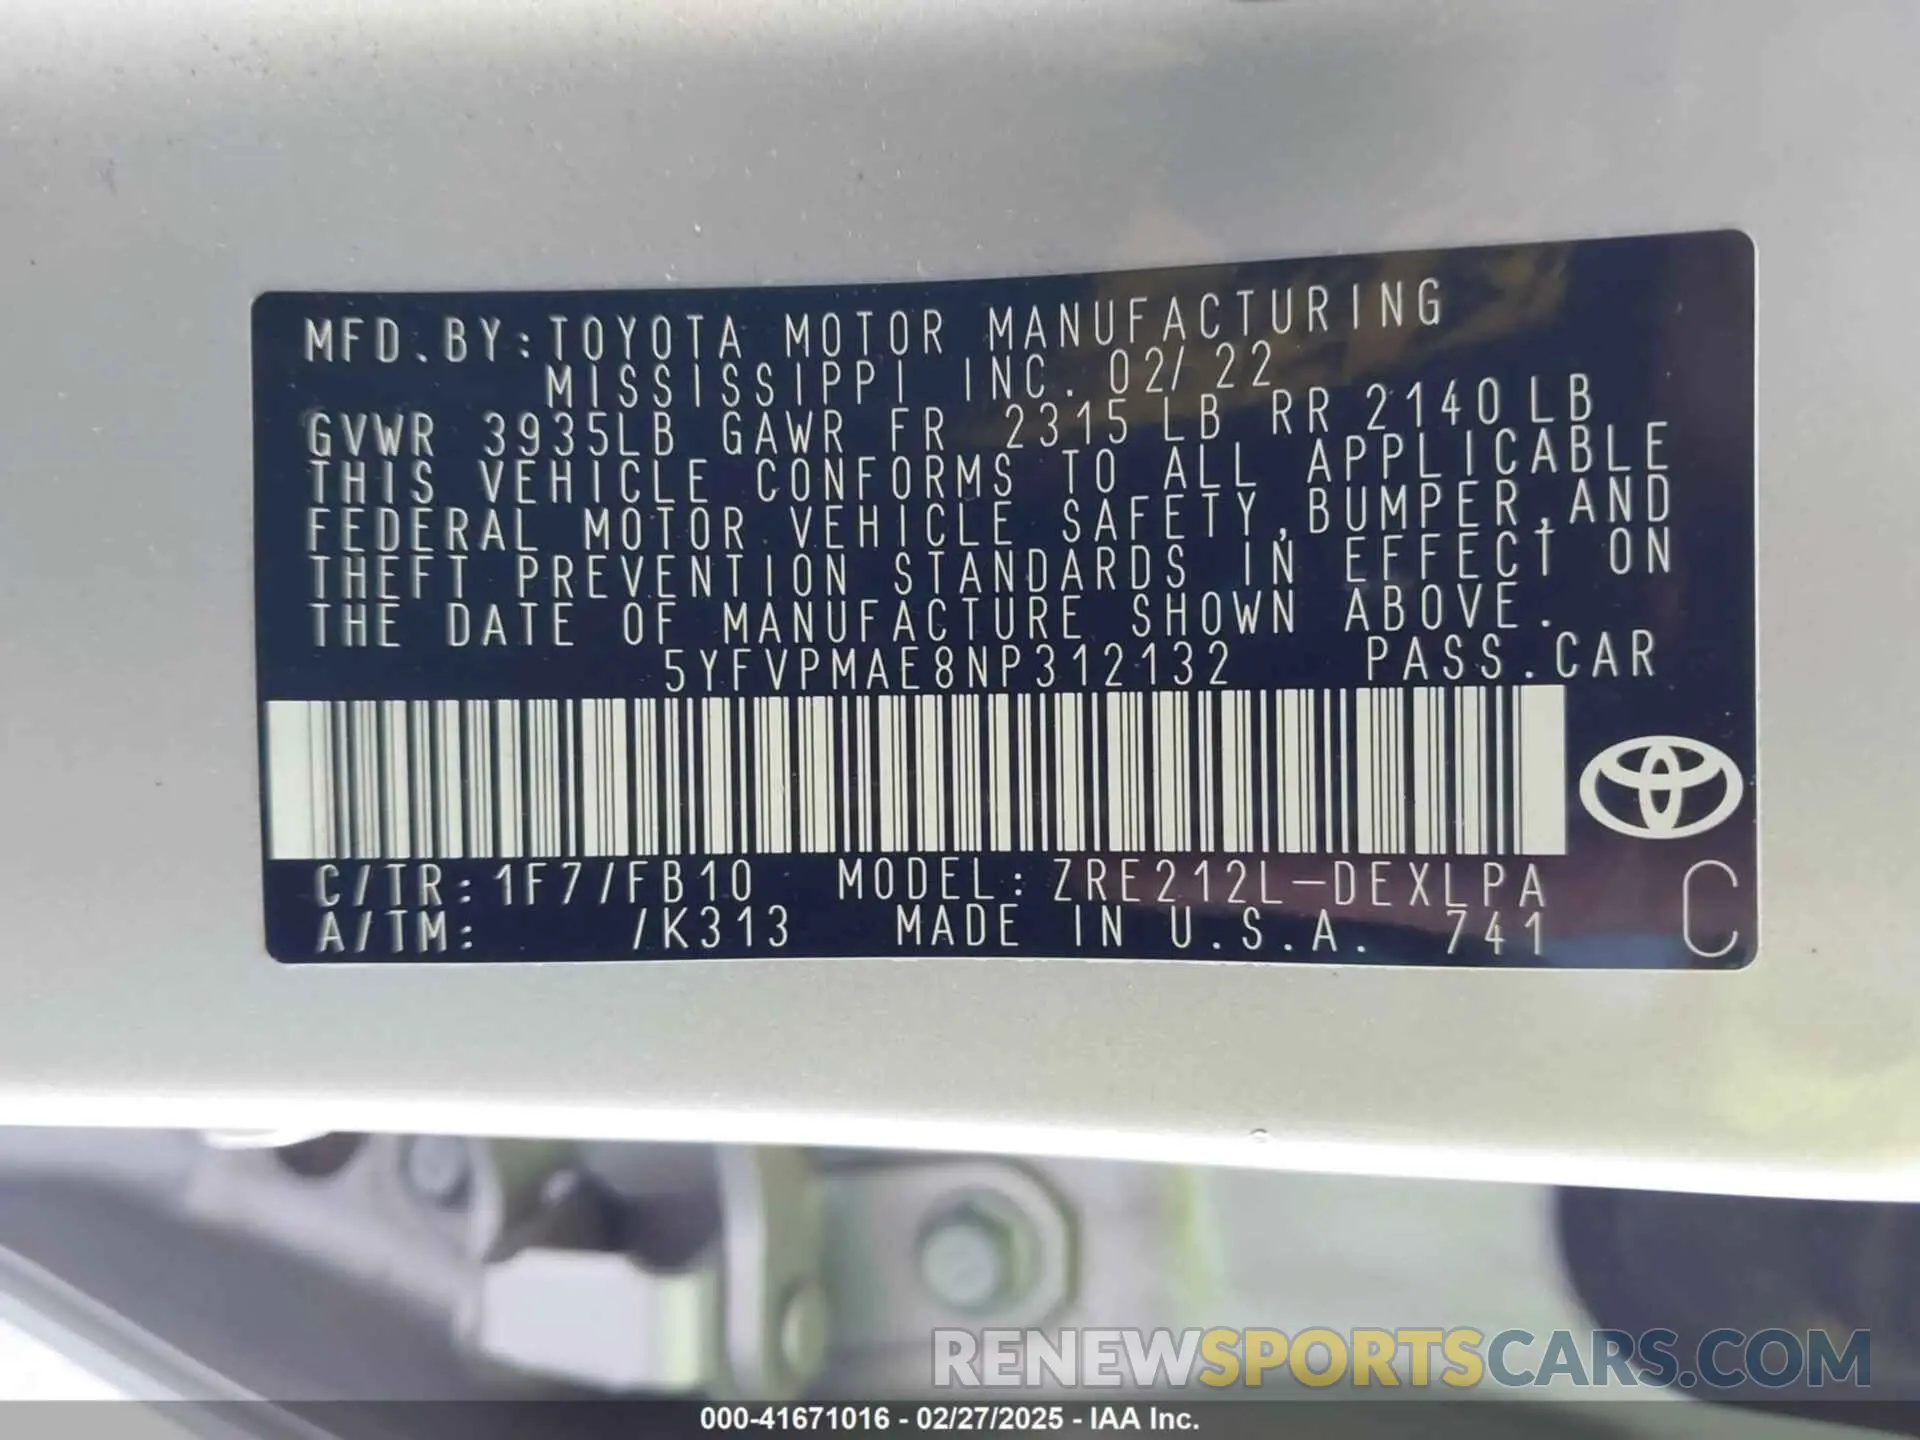 MFD.BY:TOYOTA MOTOR MANUFACTURING
MISSISSIPPI INC. 02/22
GVWR 3935LB GAWR FR 2315LB RR 2140LB
THIS VEHICLE CONFORMS TO ALL APPLICABLE
FEDERAL MOTOR VEHICLE SAFETY,BUMPER,AND
THEFT PREVENTION STANDARDS IN EFFECT ON
THE DATE OF MANUFACTURE SHOWN ABOVE.
5YFVPMAE8NP312132 PASS.CAR
C/TR:1F7/FB10 MODEL:ZRE212L-DEXLPA
A/TM: /K313 MADE IN U.S.A. 741
C
RENEWSPORTSCARS.COM
000-41671016 - 02/27/2025 - IAA Inc.